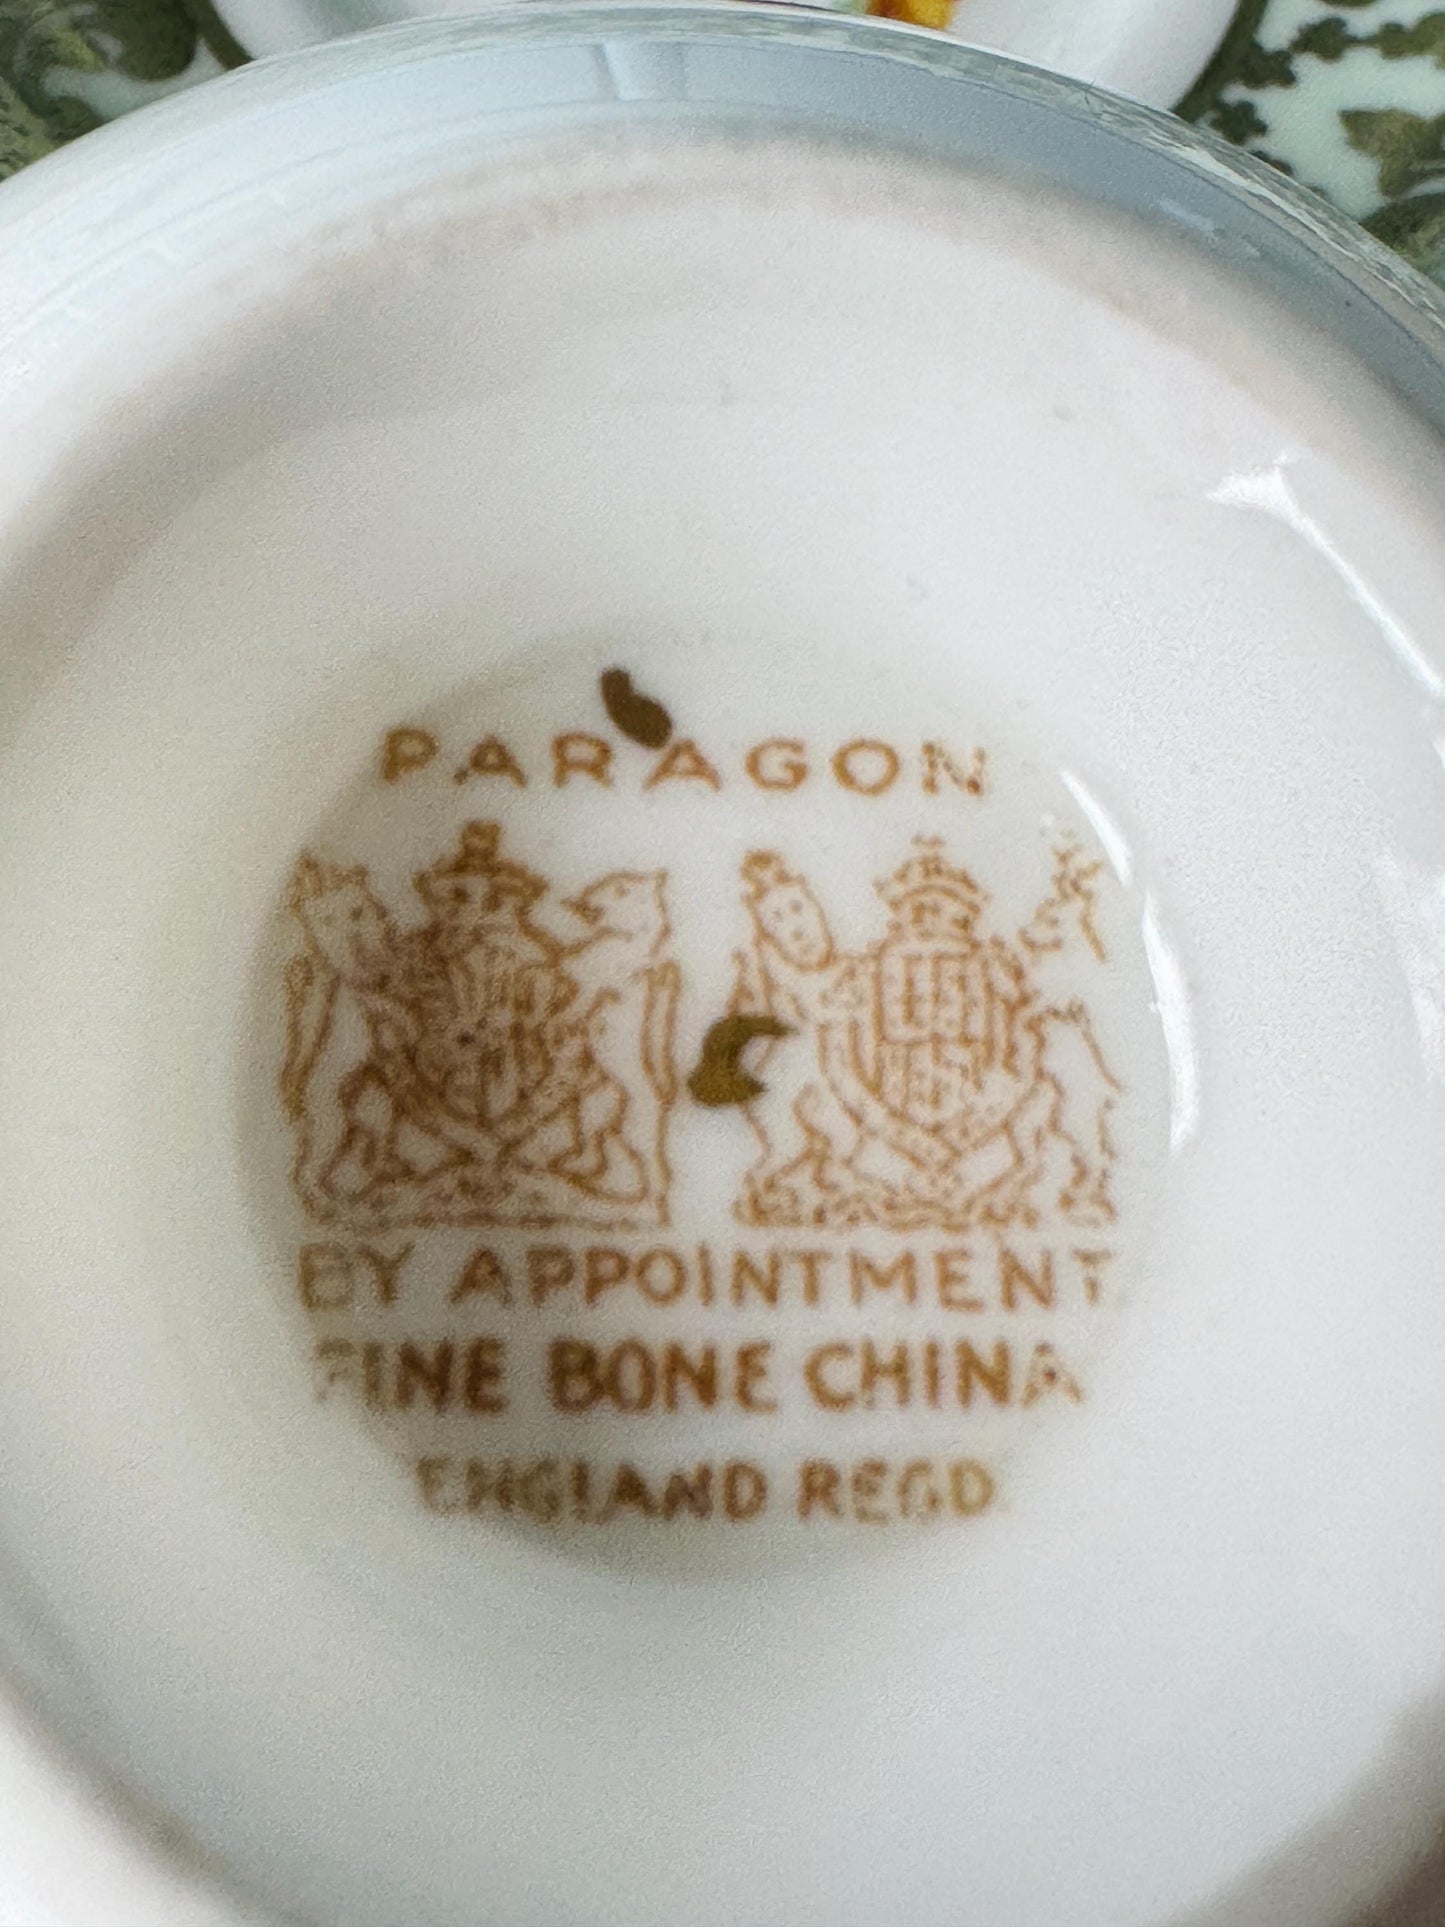 PARAGON
BY APPOINTMENT
FINE BONE CHINA
ENGLAND REGD